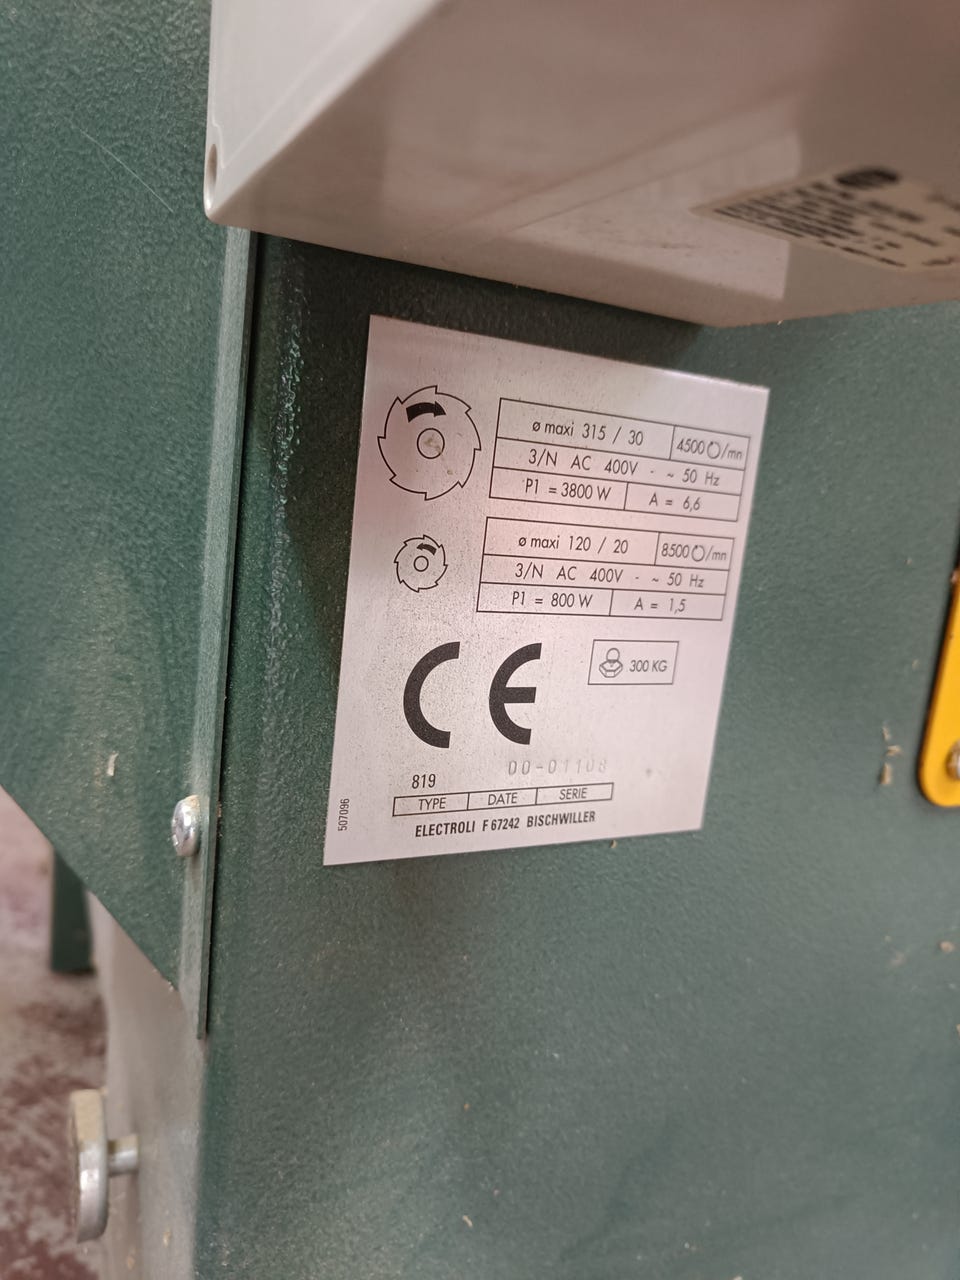 ø maxi 315 / 30 4500 /mn
3/N AC 400V - ~ 50 Hz
P1 = 3800 W A = 6,6
ø maxi 120 / 20 8500 /mn
3/N AC 400V - ~ 50 Hz
P1 = 800 W A = 1,5
CE
300 KG
819 00-01108
TYPE DATE SERIE
ELECTROLI F 67242 BISCHWILLER
507096